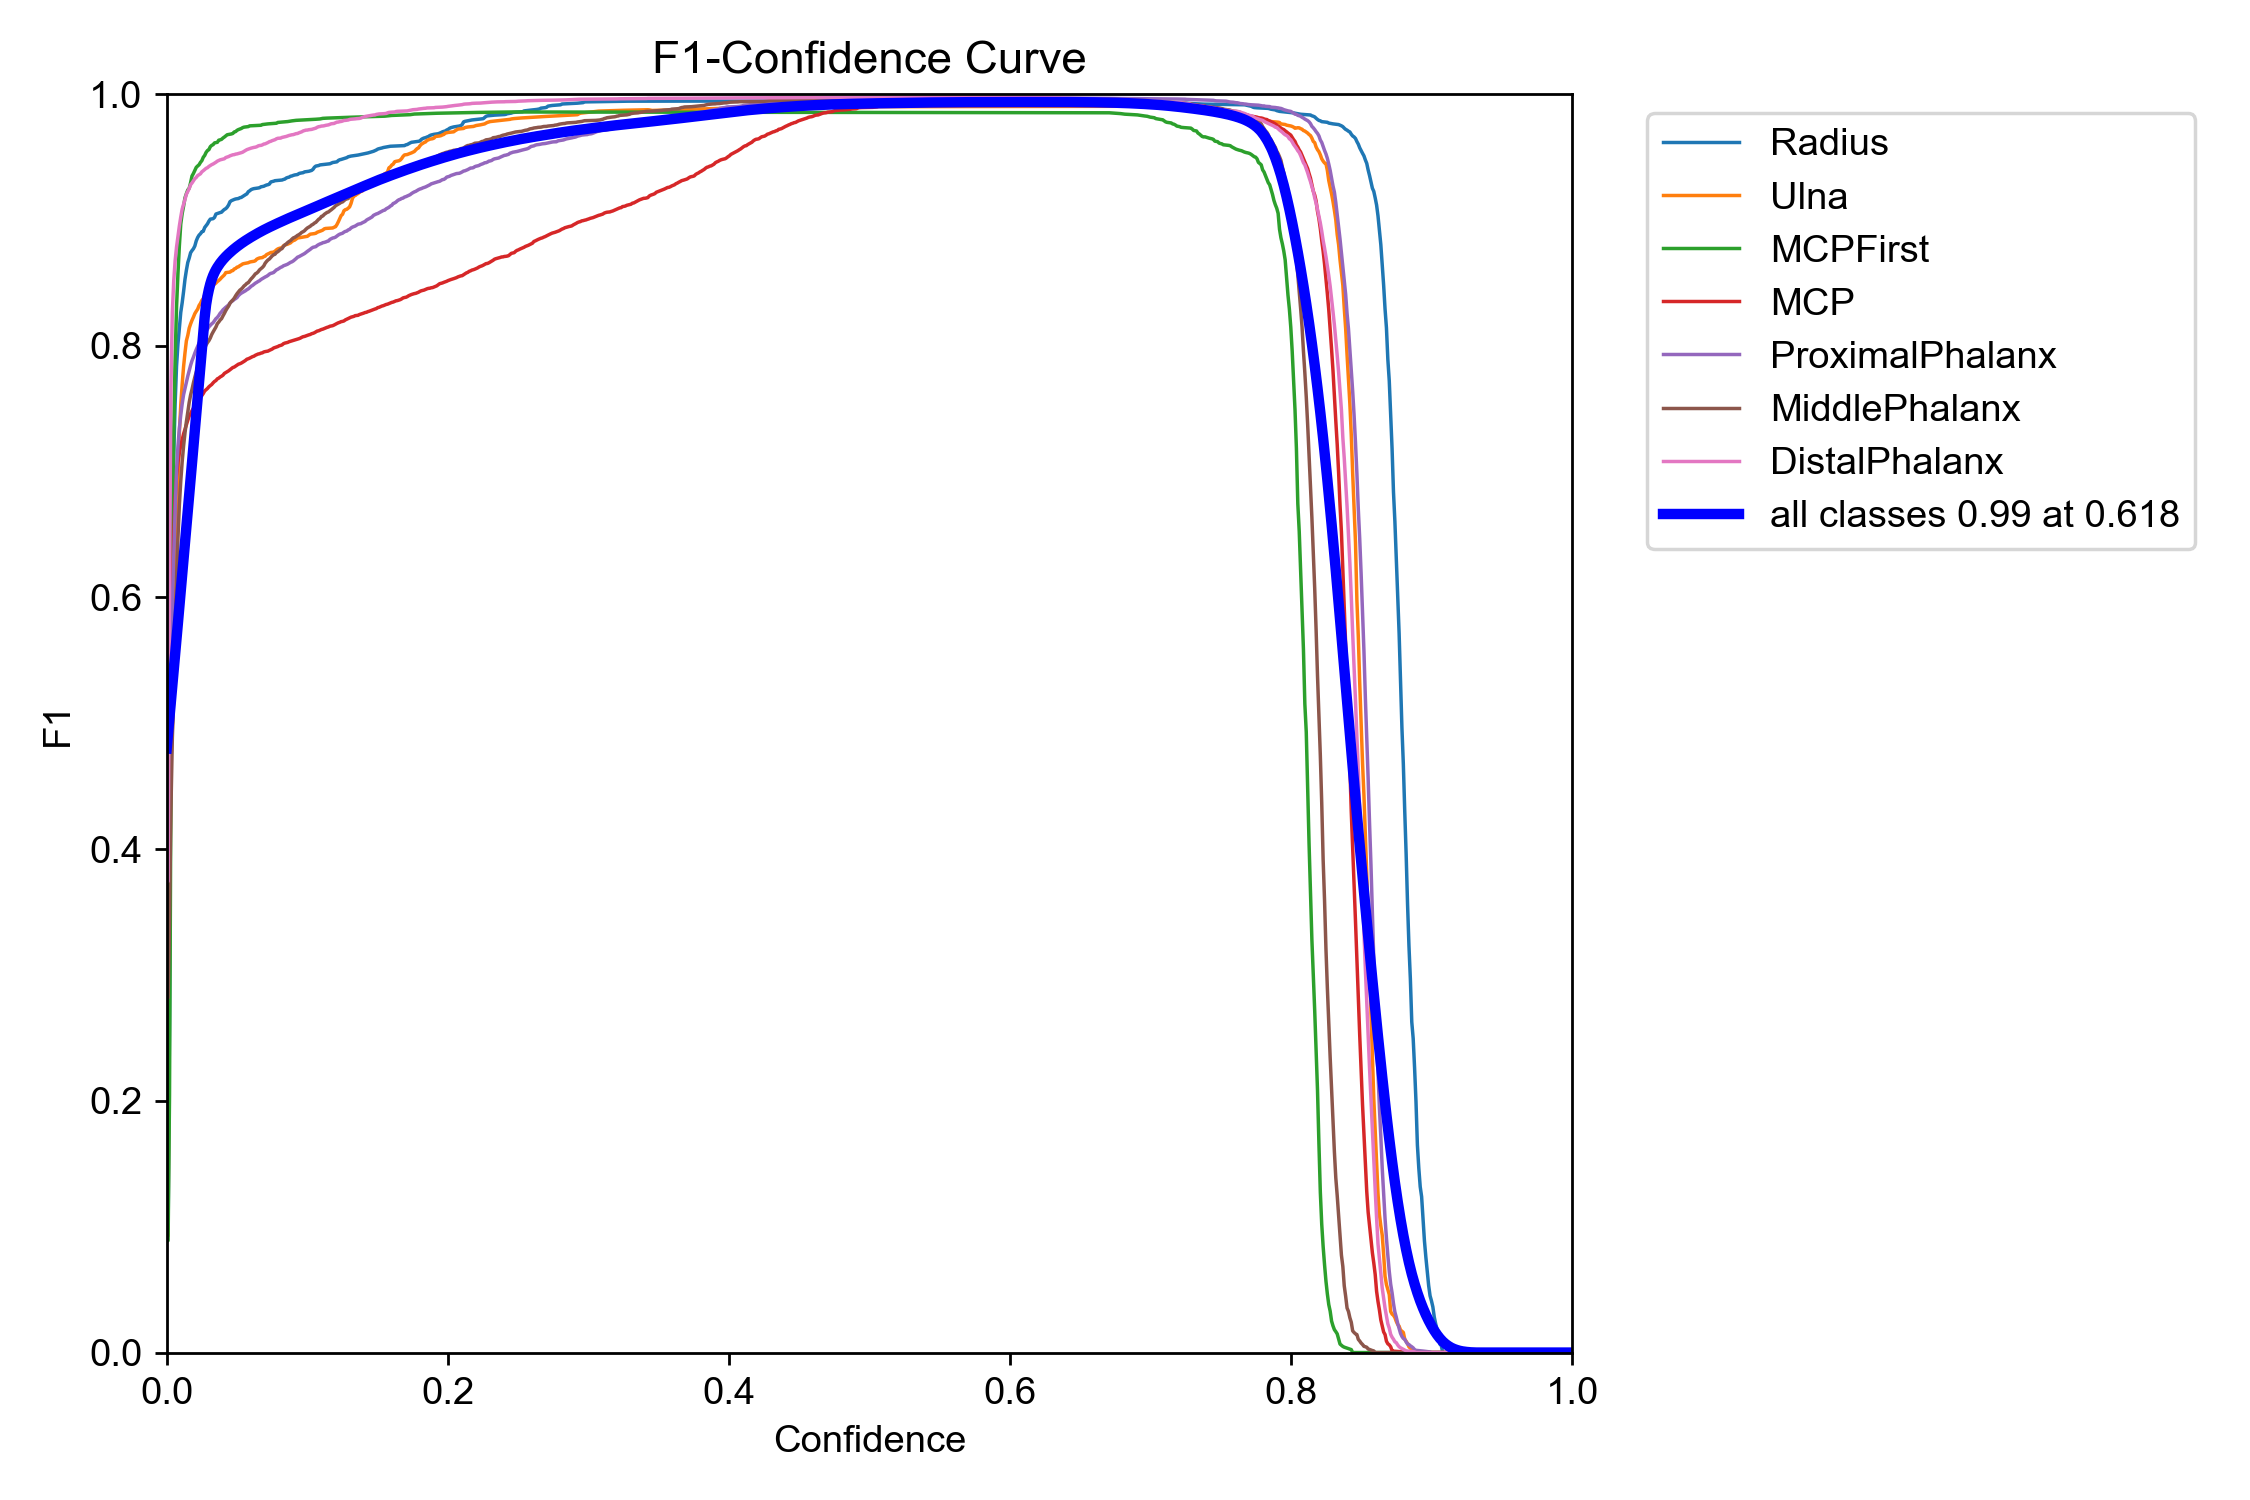 F1-Confidence Curve
1.0
0.8
0.6
0.4
0.2
0.0
F1
0.0 0.2 0.4 0.6 0.8 1.0
Confidence
Radius
Ulna
MCPFirst
MCP
ProximalPhalanx
MiddlePhalanx
DistalPhalanx
all classes 0.99 at 0.618